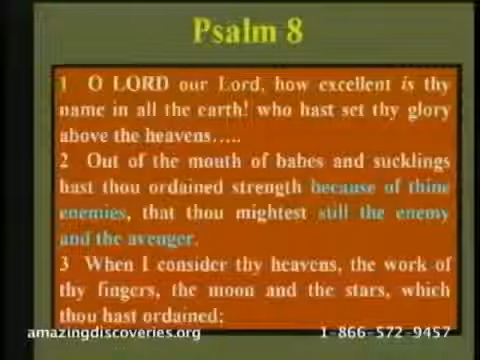 Psalm 8
1 O LORD our Lord, how excellent is thy
name in all the earth! who hast set thy glory
above the heavens.....
2 Out of the mouth of babes and sucklings
hast thou ordained strength because of thine
enemies, that thou mightest still the enemy
and the avenger.
3 When I consider thy heavens, the work of
thy fingers, the moon and the stars, which
thou hast ordained;
amazingdiscoveries.org 1-866-572-9457